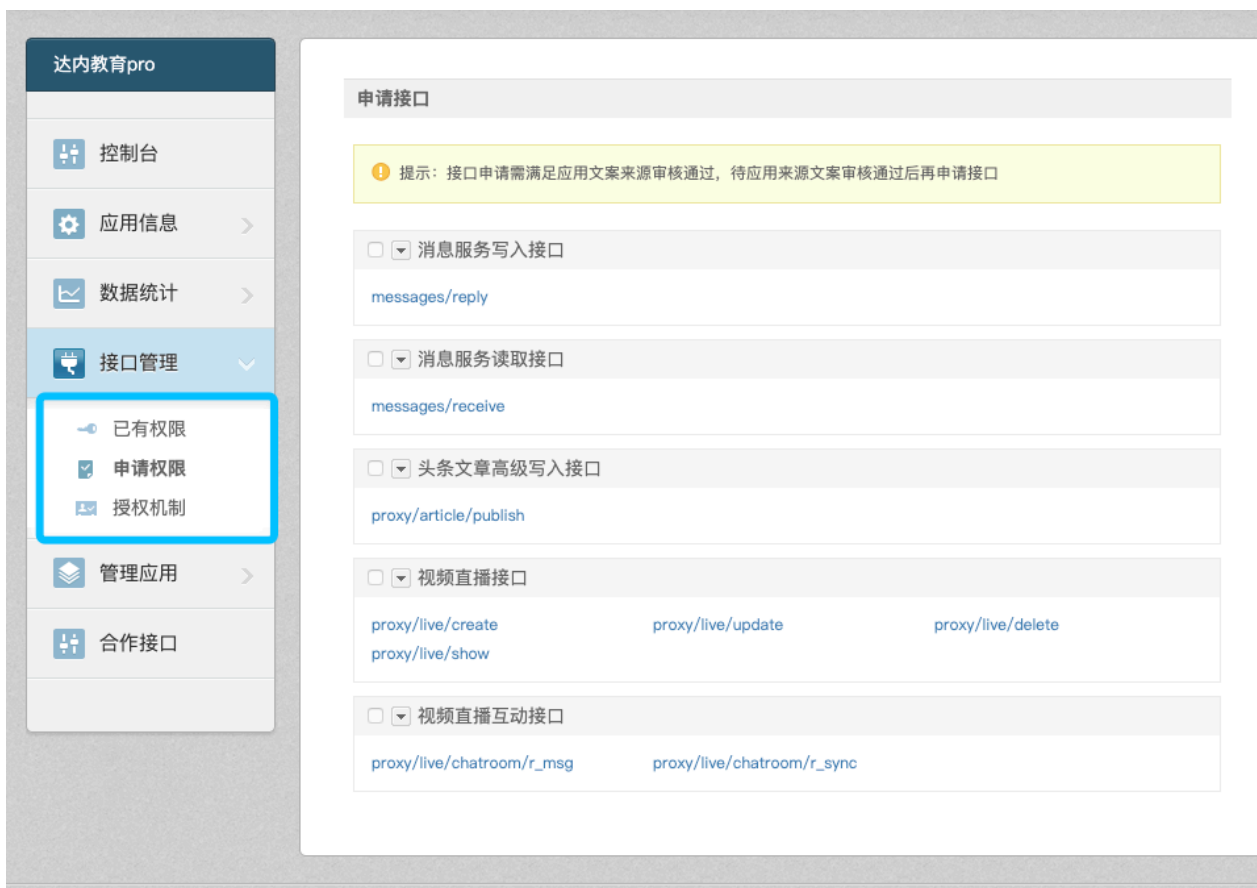 达内教育pro
控制台
应用信息
数据统计
接口管理
已有权限
申请权限
授权机制
管理应用
合作接口
申请接口
提示：接口申请需满足应用文案来源审核通过，待应用来源文案审核通过后再申请接口
消息服务写入接口
messages/reply
消息服务读取接口
messages/receive
头条文章高级写入接口
proxy/article/publish
视频直播接口
proxy/live/create proxy/live/update proxy/live/delete
proxy/live/show
视频直播互动接口
proxy/live/chatroom/r_msg proxy/live/chatroom/r_sync